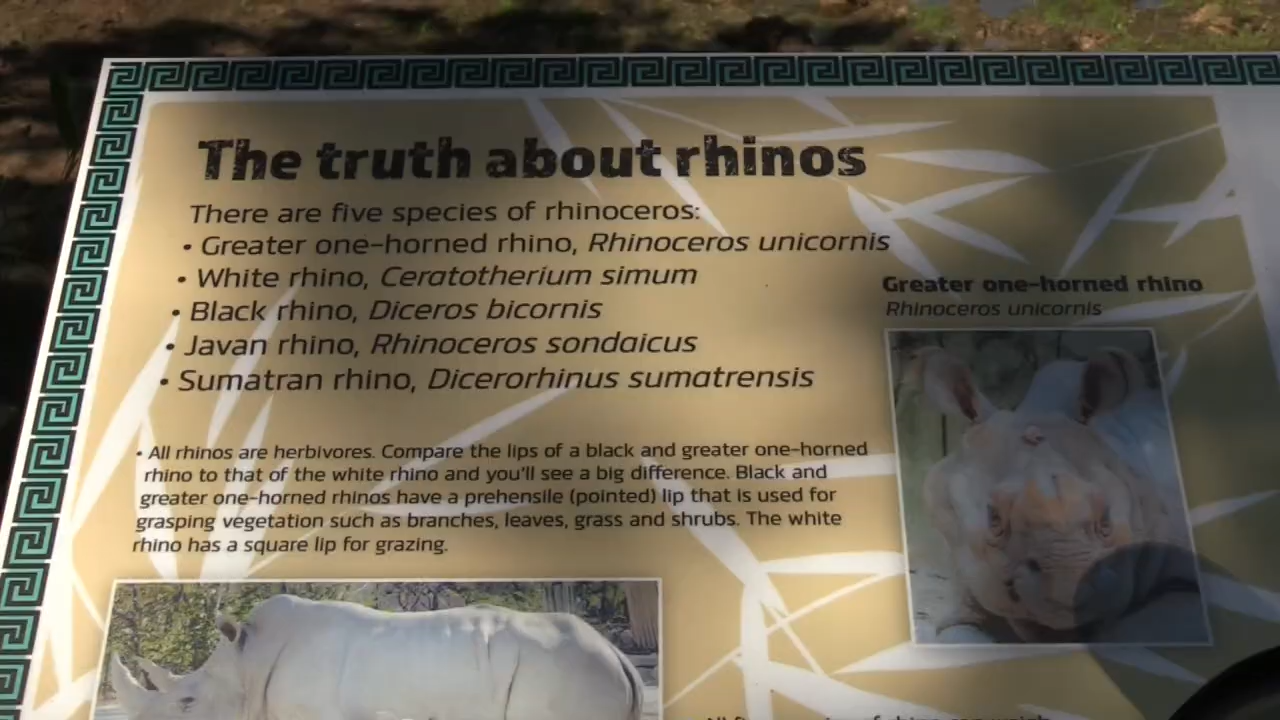 The truth about rhinos
There are five species of rhinoceros:
• Greater one-horned rhino, Rhinoceros unicornis
• White rhino, Ceratotherium simum
• Black rhino, Diceros bicornis
• Javan rhino, Rhinoceros sondaicus
• Sumatran rhino, Dicerorhinus sumatrensis
Greater one-horned rhino
Rhinoceros unicornis
• All rhinos are herbivores. Compare the lips of a black and greater one-horned
rhino to that of the white rhino and you'll see a big difference. Black and
greater one-horned rhinos have a prehensile (pointed) lip that is used for
grasping vegetation such as branches, leaves, grass and shrubs. The white
rhino has a square lip for grazing.